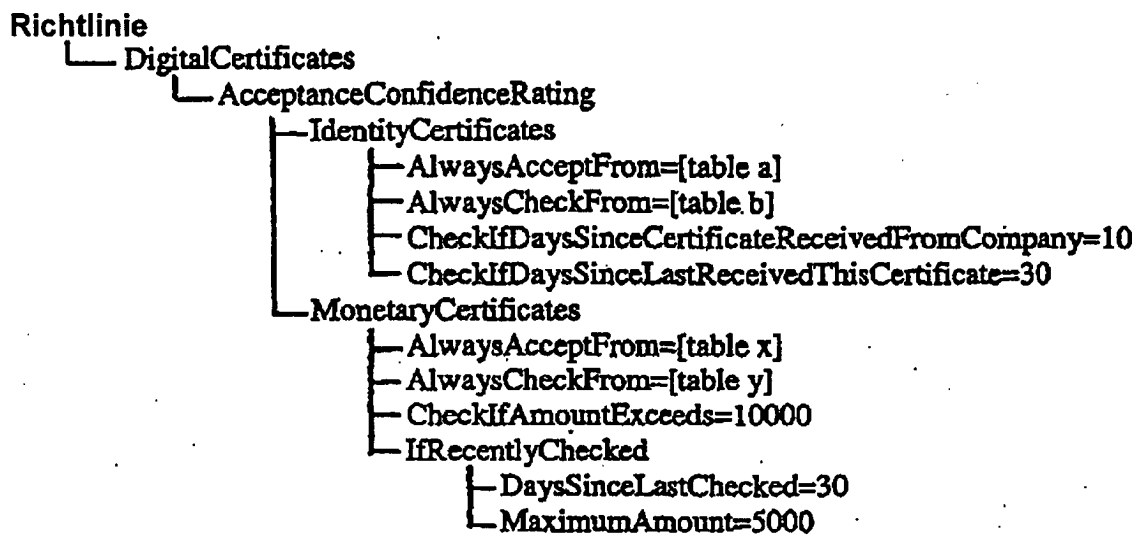 Richtlinie
DigitalCertificates
AcceptanceConfidenceRating
IdentityCertificates
AlwaysAcceptFrom=[table a]
AlwaysCheckFrom=[table b]
CheckIfDaysSinceCertificateReceivedFromCompany=10
CheckIfDaysSinceLastReceivedThisCertificate=30
MonetaryCertificates
AlwaysAcceptFrom=[table x]
AlwaysCheckFrom=[table y]
CheckIfAmountExceeds=10000
IfRecentlyChecked
DaysSinceLastChecked=30
MaximumAmount=5000